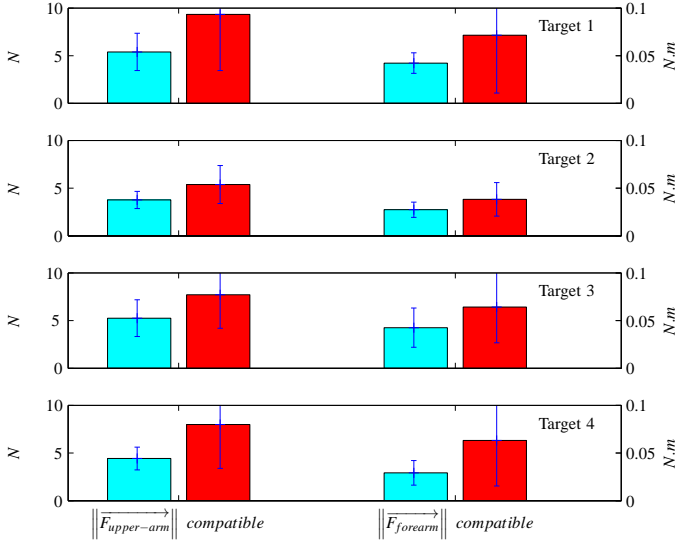 10 0.1
Target 1
N 5 0.05 N.m
0 0
10 0.1
Target 2
N 5 0.05 N.m
0 0
10 0.1
Target 3
N 5 0.05 N.m
0 0
10 0.1
Target 4
N 5 0.05 N.m
0 0
‖F⃗upper−arm‖ compatible ‖F⃗forearm‖ compatible